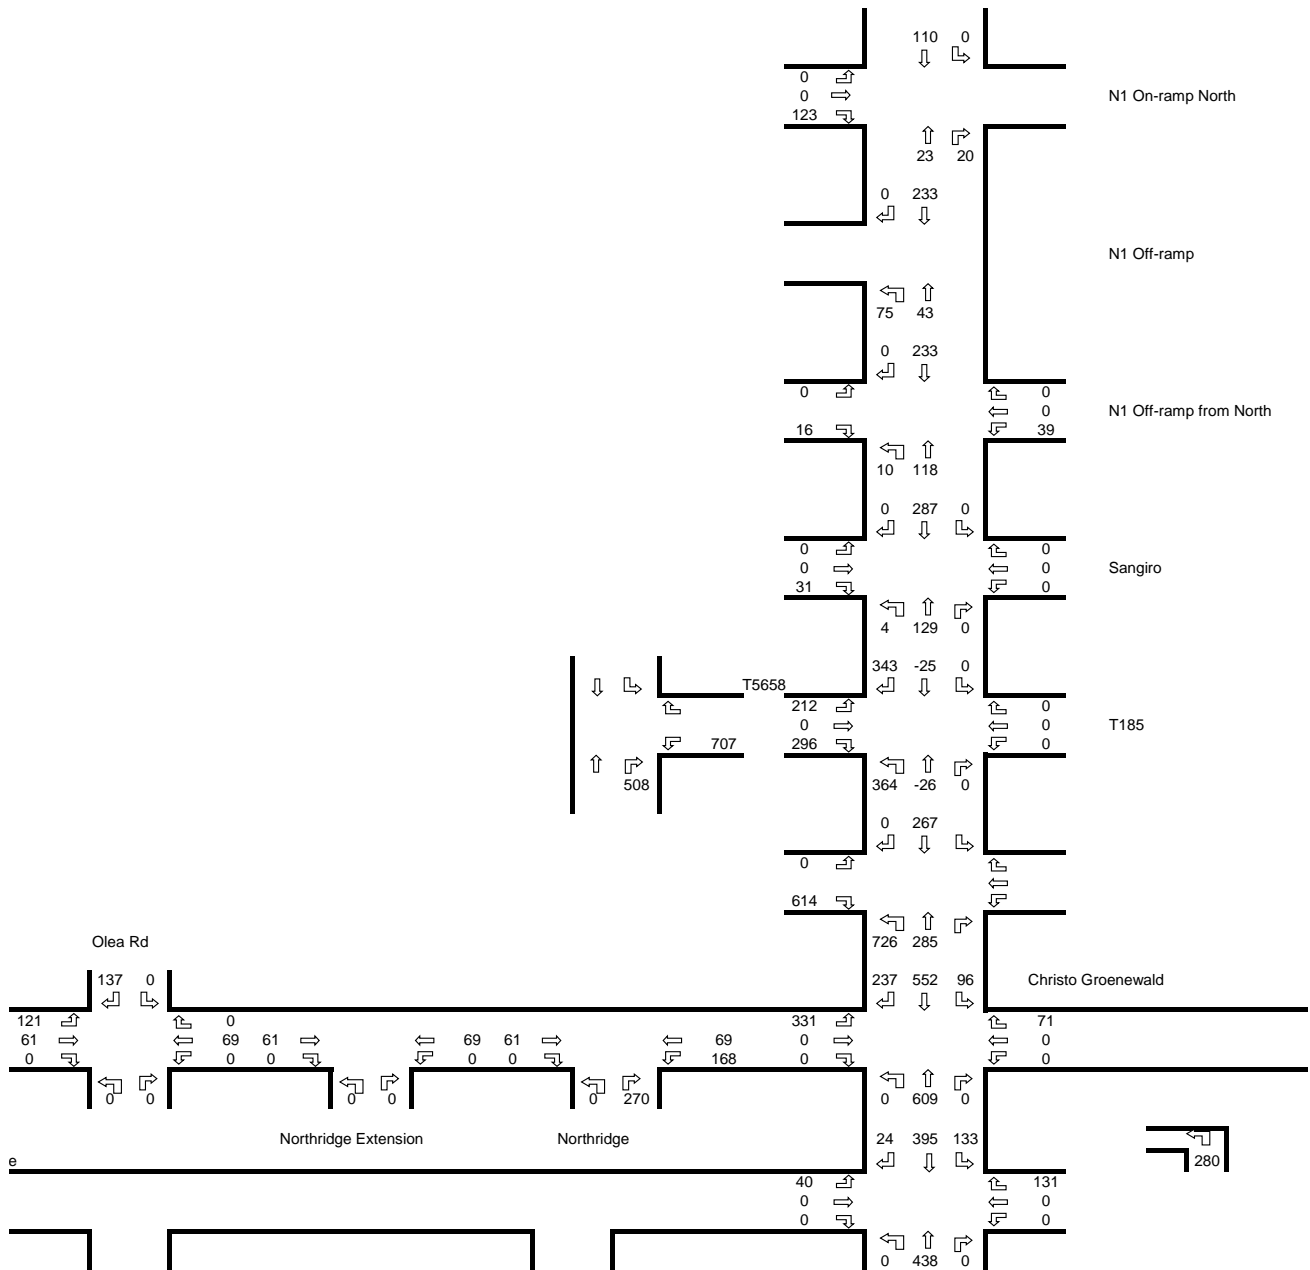 110 0
0
0 N1 On-ramp North
123
23 20
0 233
N1 Off-ramp
75 43
0 233
0 0
0 N1 Off-ramp from North
16 39
10 118
0 287 0
0 0
0 0 Sangiro
31 0
4 129 0
343 -25 0
T5658
212 0
0 0 T185
707 296 0
508 364 -26 0
0 267
0
614
Olea Rd 726 285
137 0 237 552 96 Christo Groenewald
121 0 331 71
61 69 61 69 61 69 0 0
0 0 0 0 0 168 0 0
0 0 0 0 0 270 0 609 0
Northridge Extension Northridge 24 395 133
e 280
40 131
0 0
0 0
0 438 0